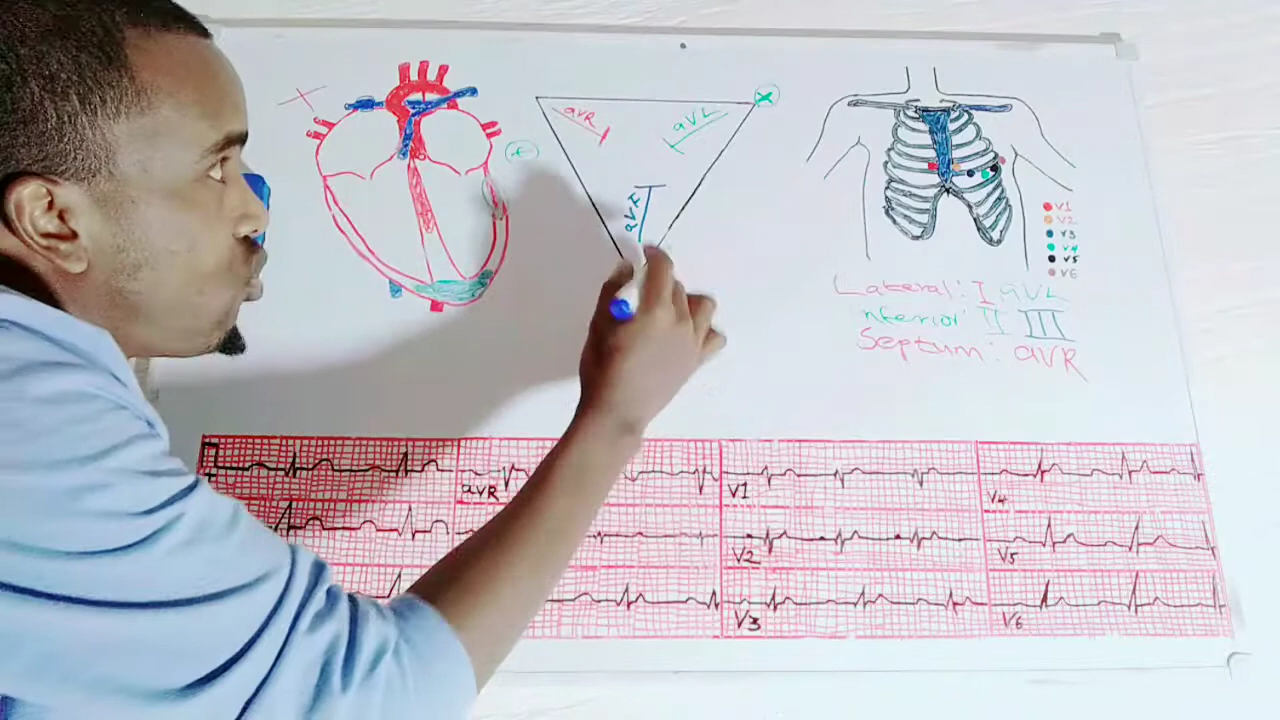 aVR
aVL
aVF
V1
V2
V3
V4
V5
V6
Lateral: I aVL
nferior II III
Septum: aVR
aVR
V1
V4
V2
V5
V3
V6